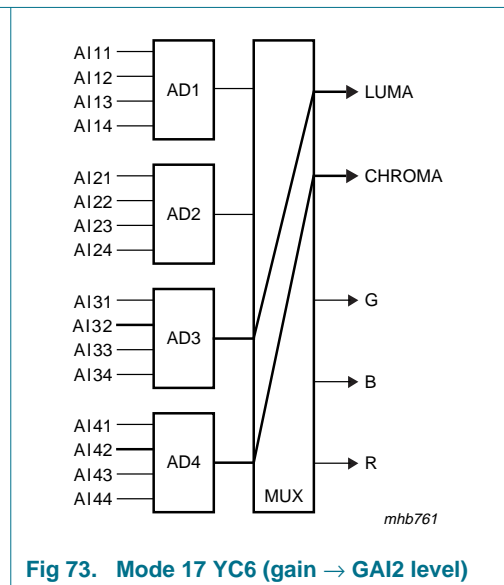 AI11
AI12
AI13
AI14
AD1
AI21
AI22
AI23
AI24
AD2
AI31
AI32
AI33
AI34
AD3
AI41
AI42
AI43
AI44
AD4
MUX
LUMA
CHROMA
G
B
R
mhb761
Fig 73. Mode 17 YC6 (gain → GAI2 level)